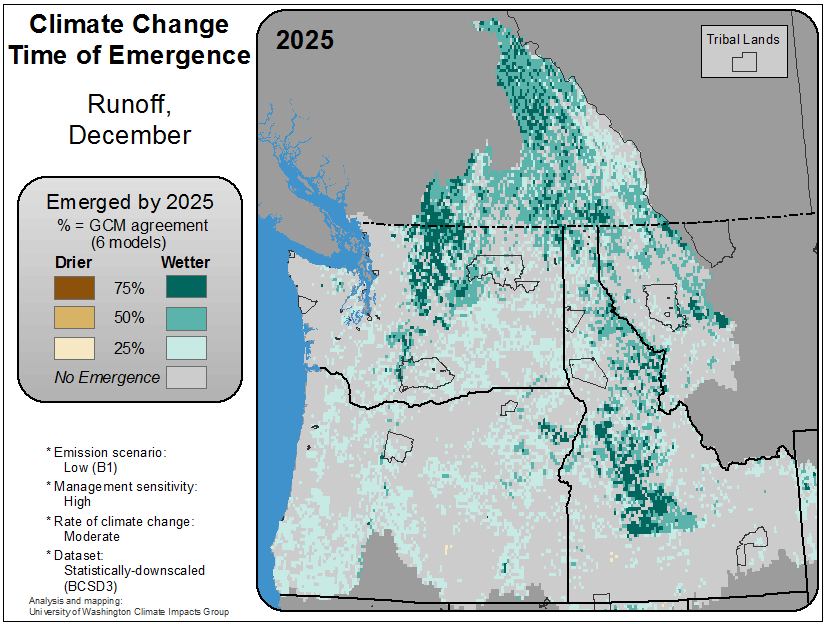 Climate Change
Time of Emergence
Runoff,
December
Emerged by 2025
% = GCM agreement
(6 models)
Drier Wetter
75%
50%
25%
No Emergence
* Emission scenario:
Low (B1)
* Management sensitivity:
High
* Rate of climate change:
Moderate
* Dataset:
Statistically-downscaled
(BCSD3)
Analysis and mapping:
University of Washington Climate Impacts Group
2025
Tribal Lands